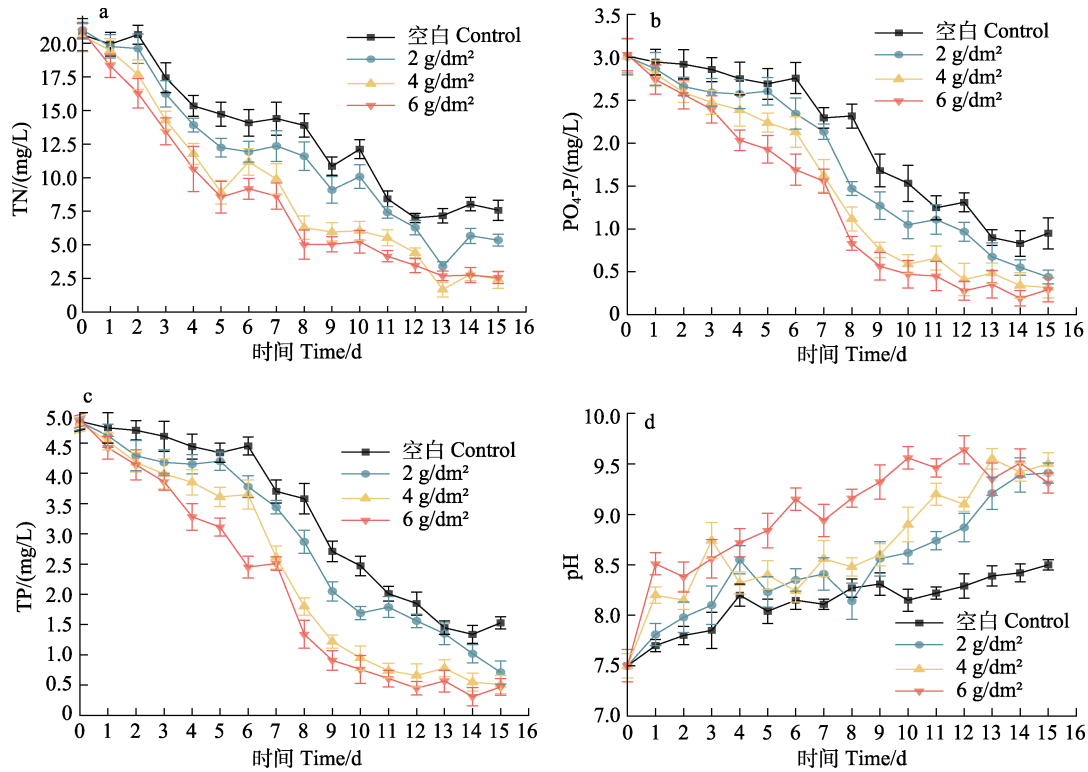 a
空白 Control
2 g/dm²
4 g/dm²
6 g/dm²
TN/(mg/L)
20.0
17.5
15.0
12.5
10.0
7.5
5.0
2.5
0
0 1 2 3 4 5 6 7 8 9 10 11 12 13 14 15 16
时间 Time/d
b
空白 Control
2 g/dm²
4 g/dm²
6 g/dm²
PO₄-P/(mg/L)
3.5
3.0
2.5
2.0
1.5
1.0
0.5
0
0 1 2 3 4 5 6 7 8 9 10 11 12 13 14 15 16
时间 Time/d
c
空白 Control
2 g/dm²
4 g/dm²
6 g/dm²
TP/(mg/L)
5.0
4.5
4.0
3.5
3.0
2.5
2.0
1.5
1.0
0.5
0
0 1 2 3 4 5 6 7 8 9 10 11 12 13 14 15 16
时间 Time/d
d
pH
10.0
9.5
9.0
8.5
8.0
7.5
7.0
空白 Control
2 g/dm²
4 g/dm²
6 g/dm²
0 1 2 3 4 5 6 7 8 9 10 11 12 13 14 15 16
时间 Time/d